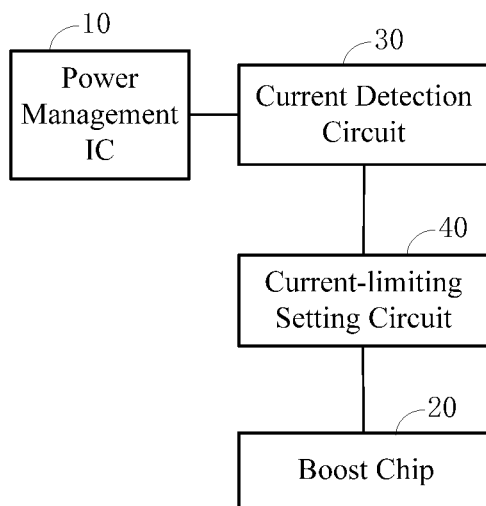 10
Power
Management
IC
30
Current Detection
Circuit
40
Current-limiting
Setting Circuit
20
Boost Chip